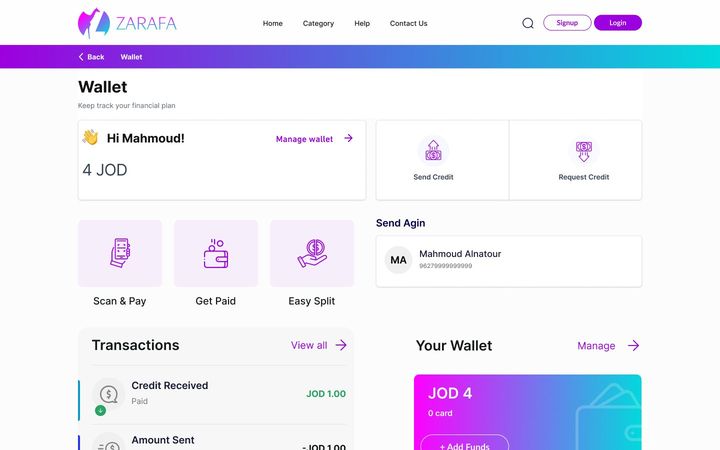 ZARAFA
Home Category Help Contact Us
Signup Login
Back Wallet
Wallet
Keep track your financial plan
Hi Mahmoud! Manage wallet
4 JOD
Send Credit Request Credit
Send Agin
MA Mahmoud Alnatour
96279999999999
Scan & Pay Get Paid Easy Split
Transactions View all
Credit Received JOD 1.00
Paid
Amount Sent - JOD 1.00
Your Wallet Manage
JOD 4
0 card
+ Add Funds